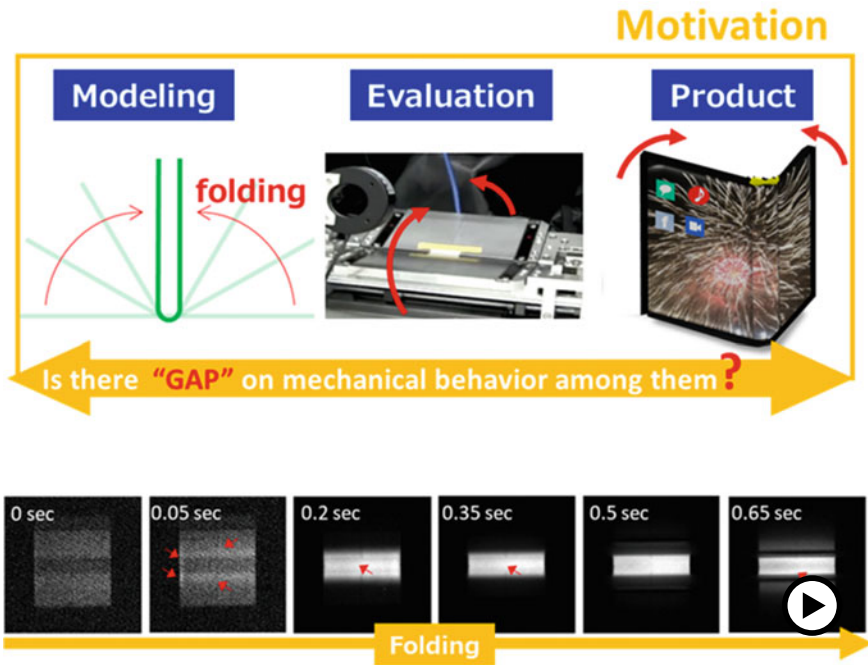 Motivation
Modeling
Evaluation
Product
folding
f
Is there “GAP” on mechanical behavior among them ?
0 sec
0.05 sec
0.2 sec
0.35 sec
0.5 sec
0.65 sec
Folding